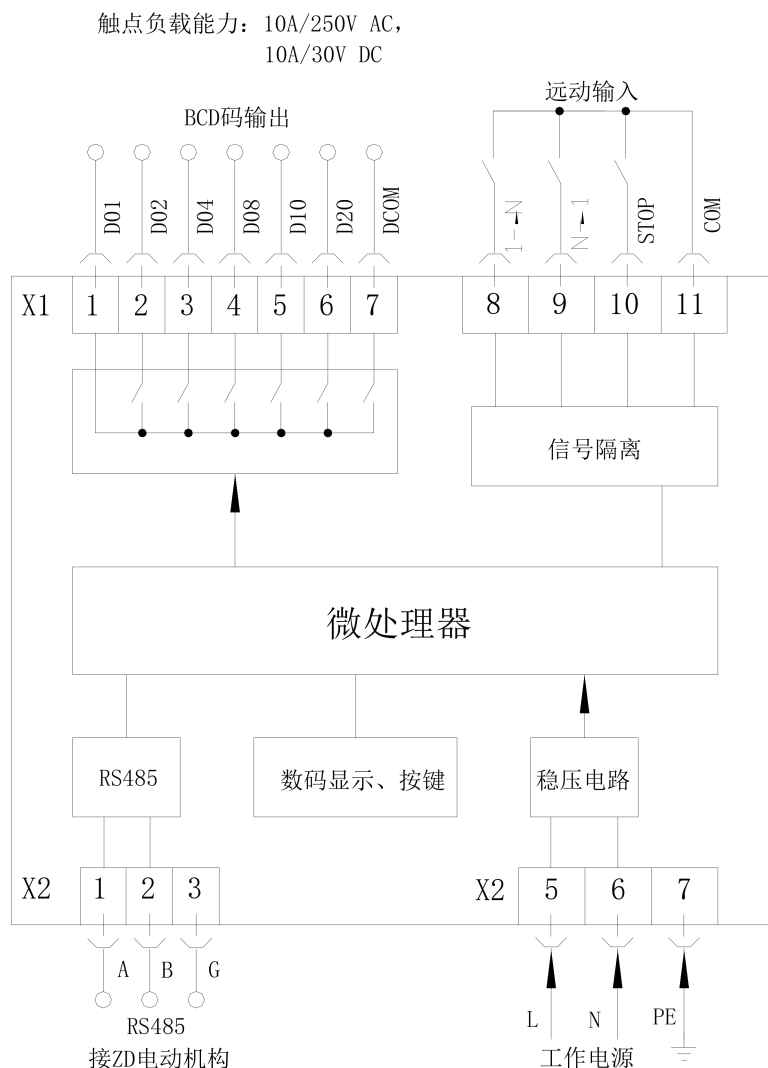 触点负载能力：10A/250V AC，
10A/30V DC
BCD码输出
远动输入
D01
D02
D04
D08
D10
D20
DCOM
1→N
N→1
STOP
COM
X1
1 2 3 4 5 6 7
8 9 10 11
信号隔离
微处理器
RS485
数码显示、按键
稳压电路
X2
1 2 3
X2
5 6 7
A B G
L N PE
RS485
接ZD电动机构
工作电源